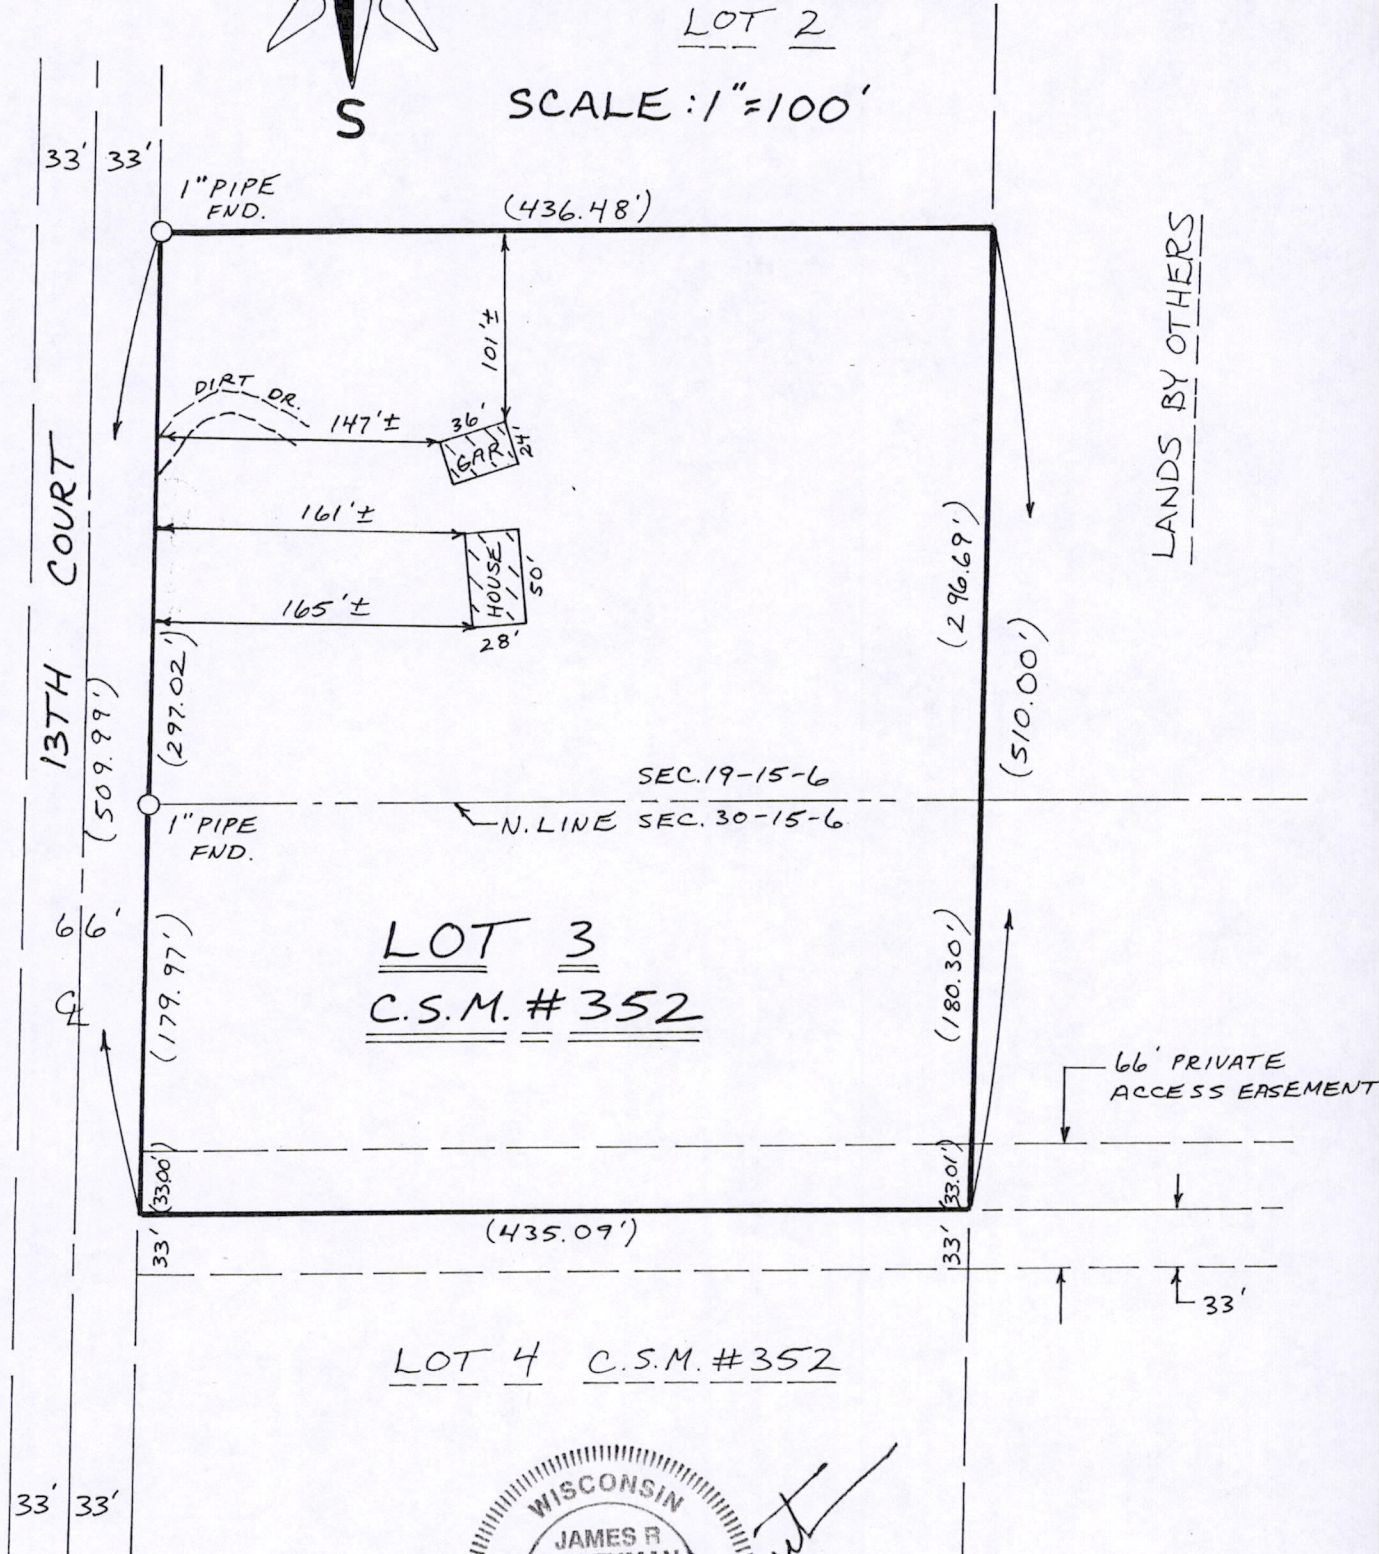 LOT 2
S
SCALE: 1"=100'
33' 33'
1" PIPE
FND.
(436.48')
LANDS BY OTHERS
101'±
DIRT DR.
147'±
36'
GAR.
24'
13TH COURT
161'±
HOUSE
50'
165'±
28'
(296.69')
(297.02')
(510.00')
(509.99')
SEC. 19-15-6
N. LINE SEC. 30-15-6
1" PIPE
FND.
66'
CL
(179.97')
LOT 3
C.S.M. # 352
(180.30')
66' PRIVATE
ACCESS EASEMENT
(33.00')
(33.01')
(435.09')
33'
33'
33'
LOT 4 C.S.M. #352
33' 33'
WISCONSIN
JAMES R